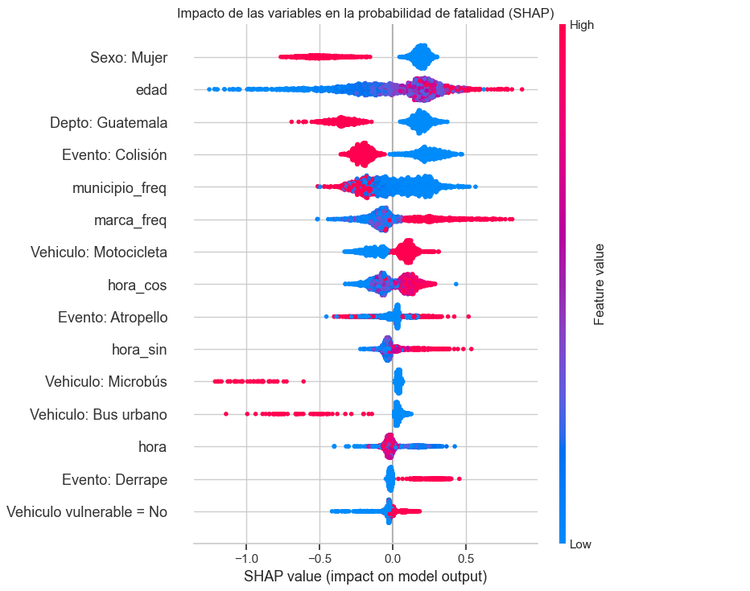 Impacto de las variables en la probabilidad de fatalidad (SHAP)
High
Sexo: Mujer
edad
Depto: Guatemala
Evento: Colisión
municipio_freq
marca_freq
Vehiculo: Motocicleta
hora_cos
Evento: Atropello
hora_sin
Vehiculo: Microbús
Vehiculo: Bus urbano
hora
Evento: Derrape
Vehiculo vulnerable = No
Feature value
Low
−1.0 −0.5 0.0 0.5
SHAP value (impact on model output)